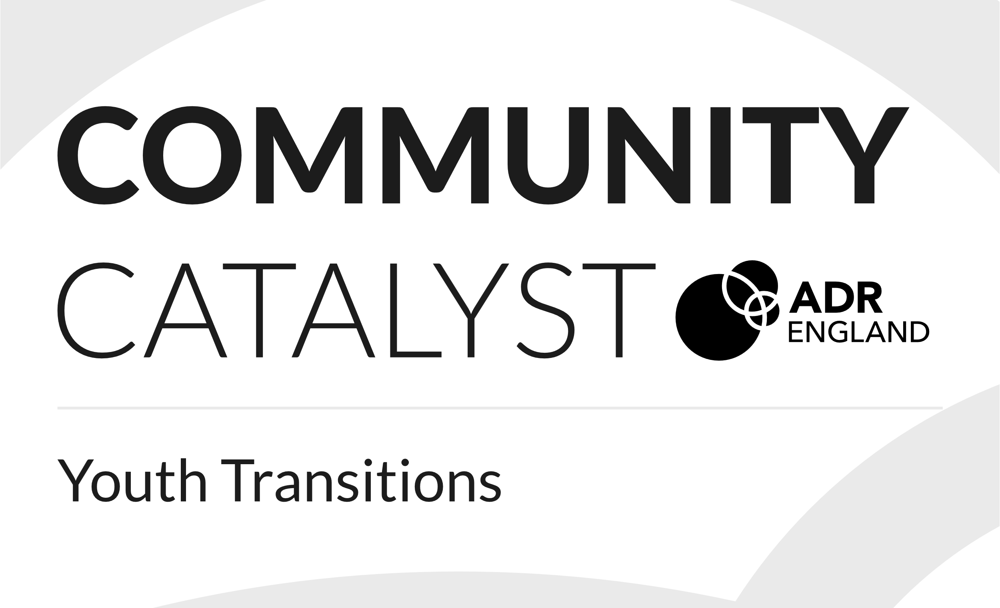 COMMUNITY
CATALYST
ADR
ENGLAND
Youth Transitions